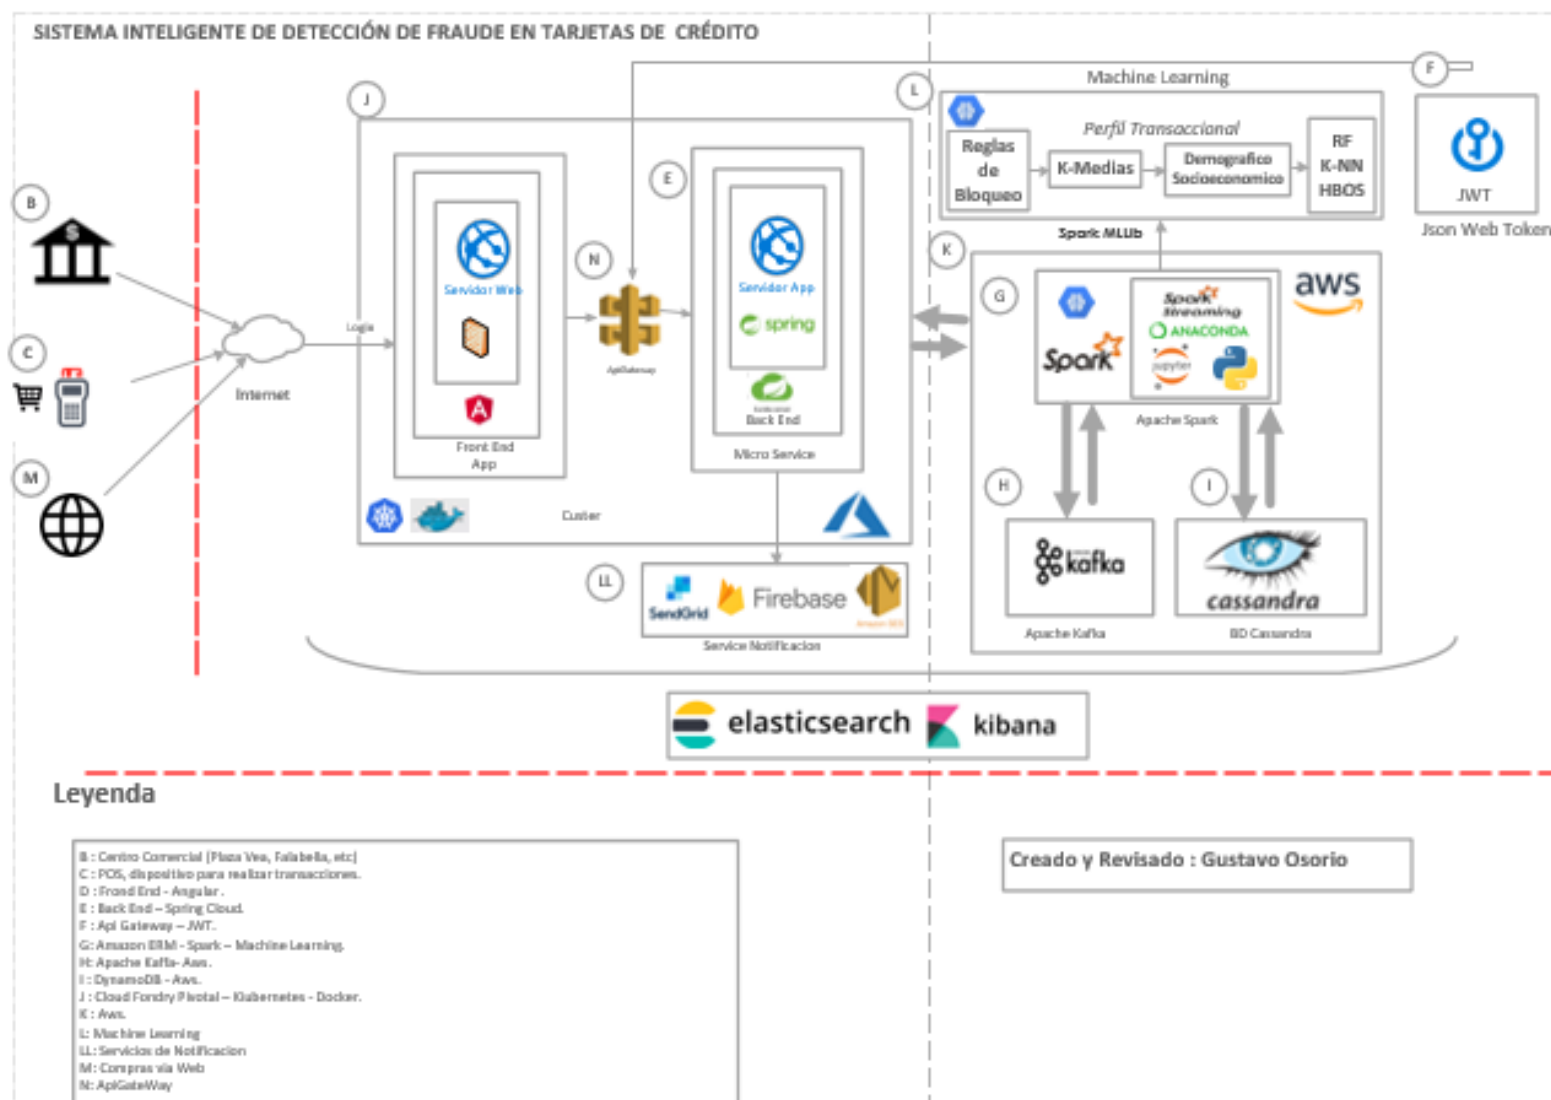 SISTEMA INTELIGENTE DE DETECCIÓN DE FRAUDE EN TARJETAS DE CRÉDITO
J
L
Machine Learning
F
Perfil Transaccional
Reglas
de
Bloqueo
K-Medias
Demografico
Socioeconomico
RF
K-NN
HBOS
JWT
Json Web Token
Spark MLLib
B
$
E
N
K
G
Servidor Web
Servidor App
spring
aws
Spark
Streaming
ANACONDA
Spark
jupyter
Apache Spark
C
Internet
Login
ApiGateway
Front End
App
Back End
Micro Service
M
H
I
Custer
kafka
Apache Kafka
cassandra
BD Cassandra
LL
SendGrid
Firebase
Amazon SES
Service Notificacion
elasticsearch
kibana
Leyenda
B : Centro Comercial (Plaza Vea, Falabella, etc)
C : POS, dispositivo para realizar transacciones.
D : Frond End - Angular .
E : Back End – Spring Cloud.
F : Api Gateway – JWT.
G: Amazon ERM - Spark – Machine Learning.
H: Apache Kaffa- Aws.
I : DynamoDB - Aws.
J : Cloud Fondry Pivotal – Kubernetes - Docker.
K : Aws.
L: Machine Learning
LL: Servicios de Notificacion
M: Compras via Web
N: ApiGateWay
Creado y Revisado : Gustavo Osorio